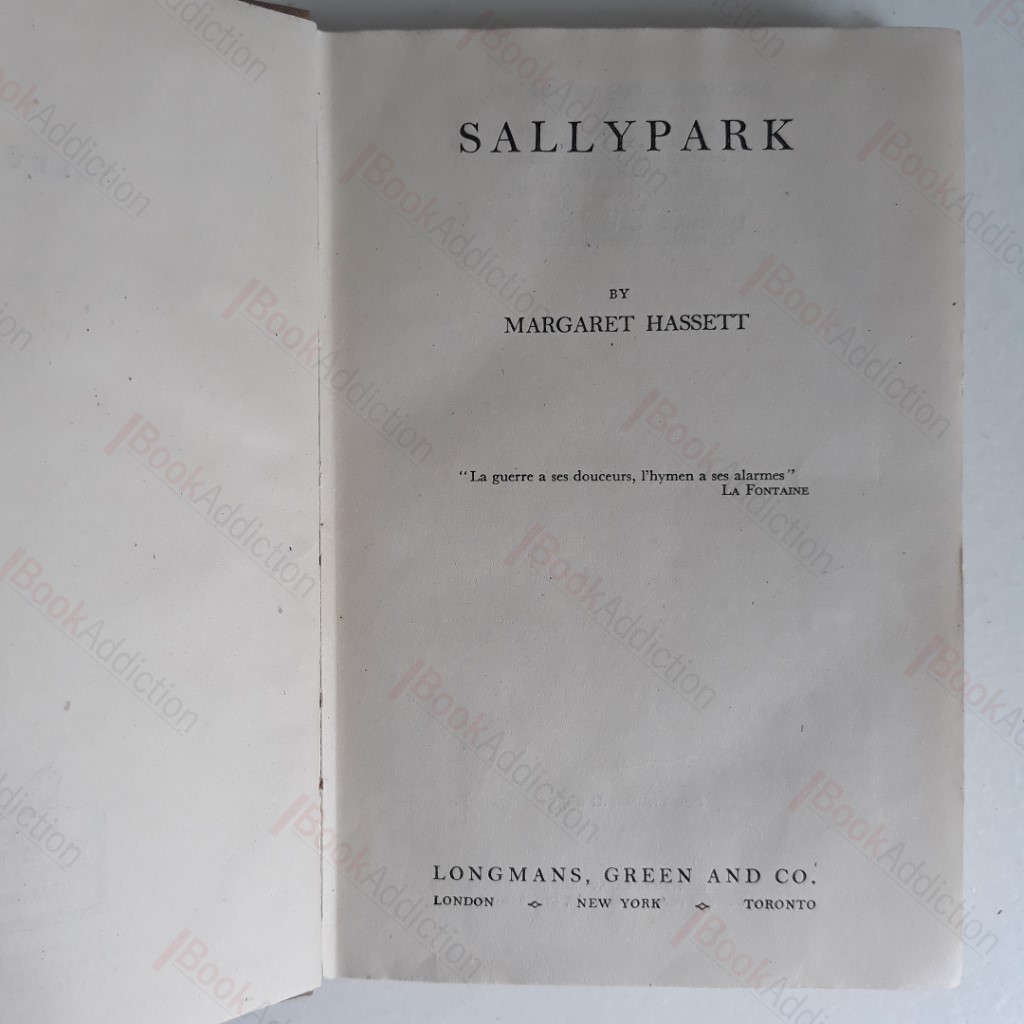 SALLYPARK
BY
MARGARET HASSETT
"La guerre a ses douceurs, l'hymen a ses alarmes"
LA FONTAINE
LONGMANS, GREEN AND CO.
LONDON NEW YORK TORONTO
BookAddiction